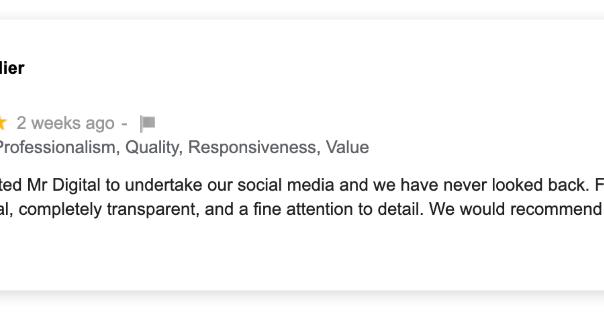 lier
2 weeks ago -
Professionalism, Quality, Responsiveness, Value
ted Mr Digital to undertake our social media and we have never looked back. F
al, completely transparent, and a fine attention to detail. We would recommend